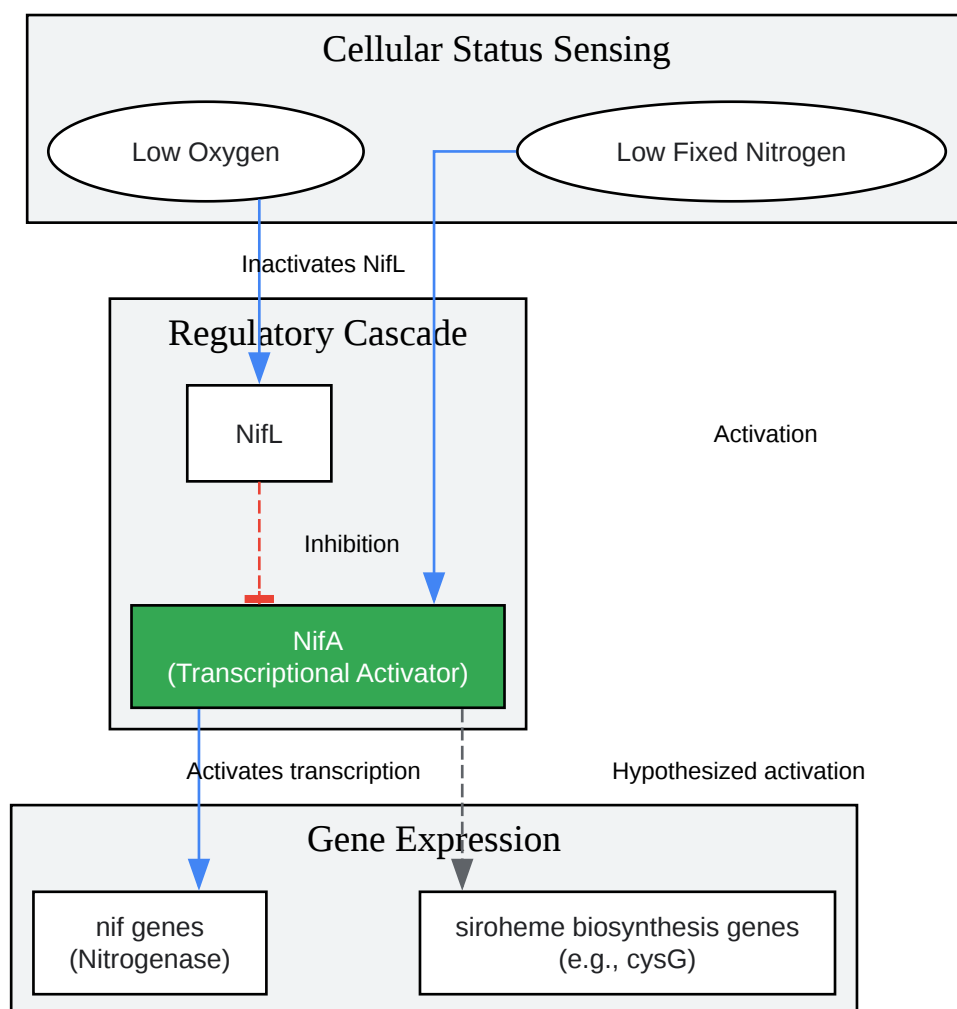 Cellular Status Sensing
Low Oxygen
Low Fixed Nitrogen
Inactivates NifL
Regulatory Cascade
NifL
Activation
Inhibition
NifA
(Transcriptional Activator)
Activates transcription
Hypothesized activation
Gene Expression
nif genes
(Nitrogenase)
siroheme biosynthesis genes
(e.g., cysG)